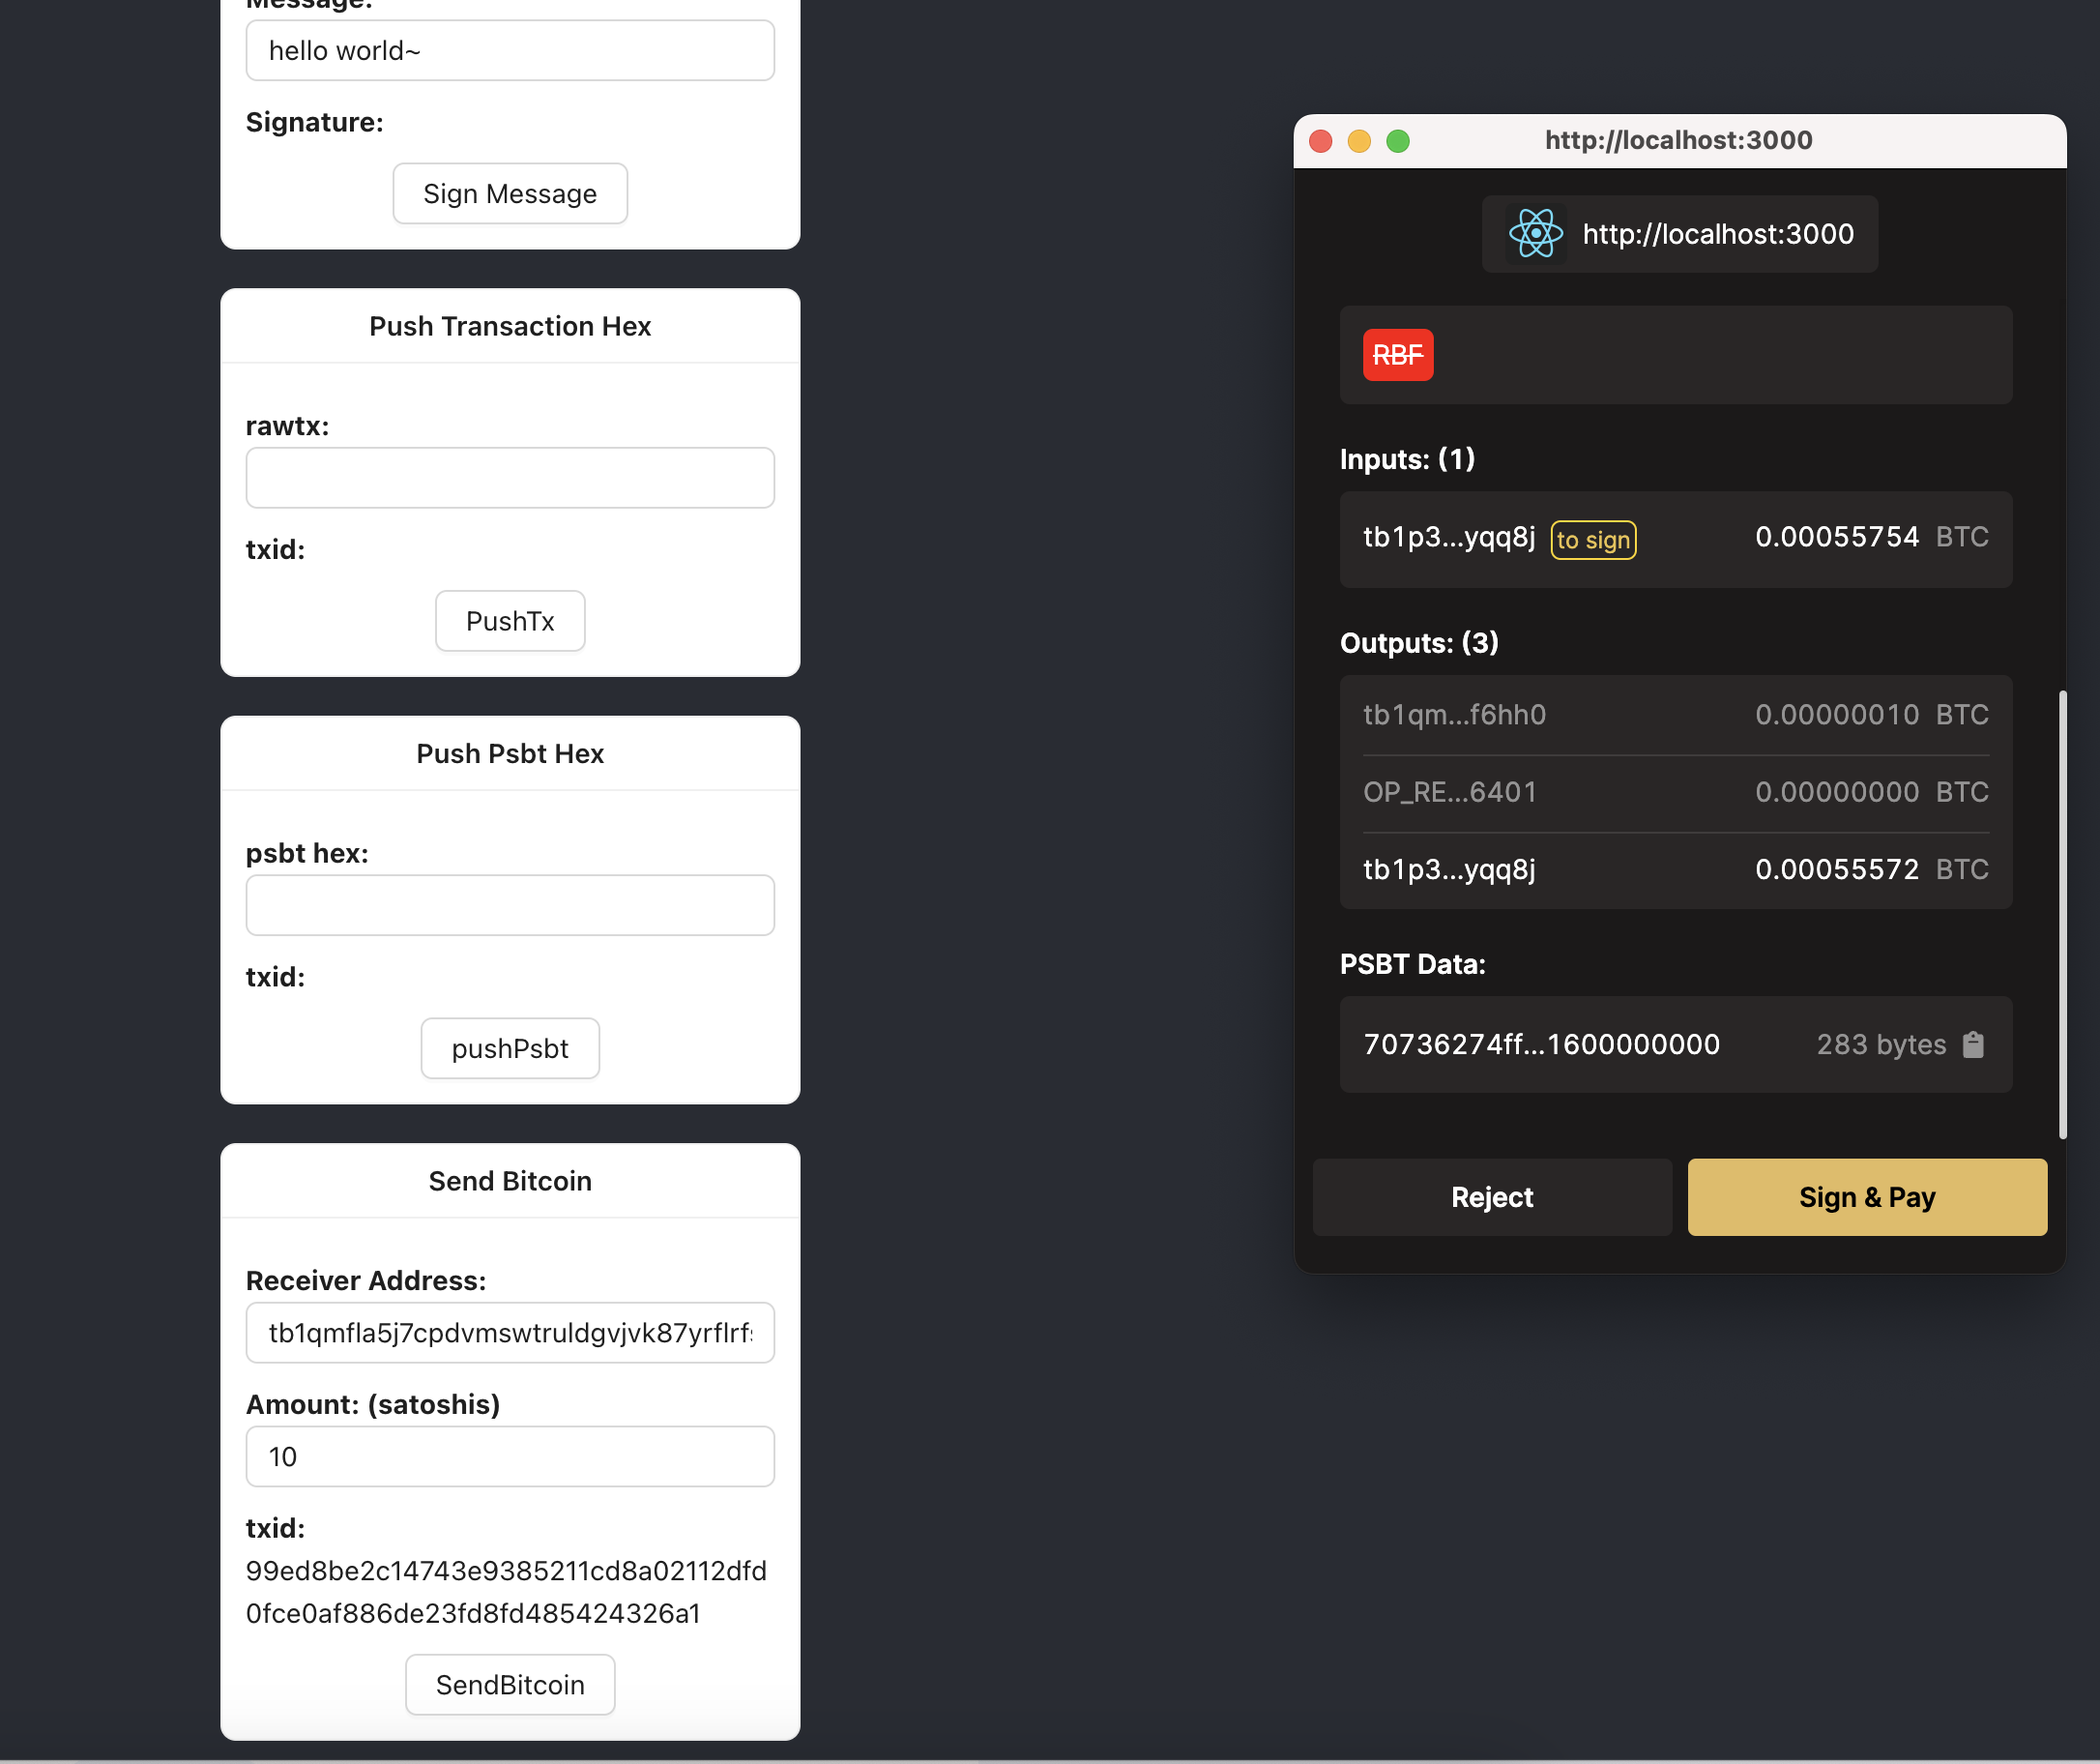 Message:
hello world~
Signature:
Sign Message
Push Transaction Hex
rawtx:
txid:
PushTx
Push Psbt Hex
psbt hex:
txid:
pushPsbt
Send Bitcoin
Receiver Address:
tb1qmfla5j7cpdvmswtruldgvjvk87yrflrfs
Amount: (satoshis)
10
txid:
99ed8be2c14743e9385211cd8a02112dfd
0fce0af886de23fd8fd485424326a1
SendBitcoin
http://localhost:3000
http://localhost:3000
RBF
Inputs: (1)
tb1p3...yqq8j to sign 0.00055754 BTC
Outputs: (3)
tb1qm...f6hh0 0.00000010 BTC
OP_RE...6401 0.00000000 BTC
tb1p3...yqq8j 0.00055572 BTC
PSBT Data:
70736274ff...1600000000 283 bytes
Reject Sign & Pay